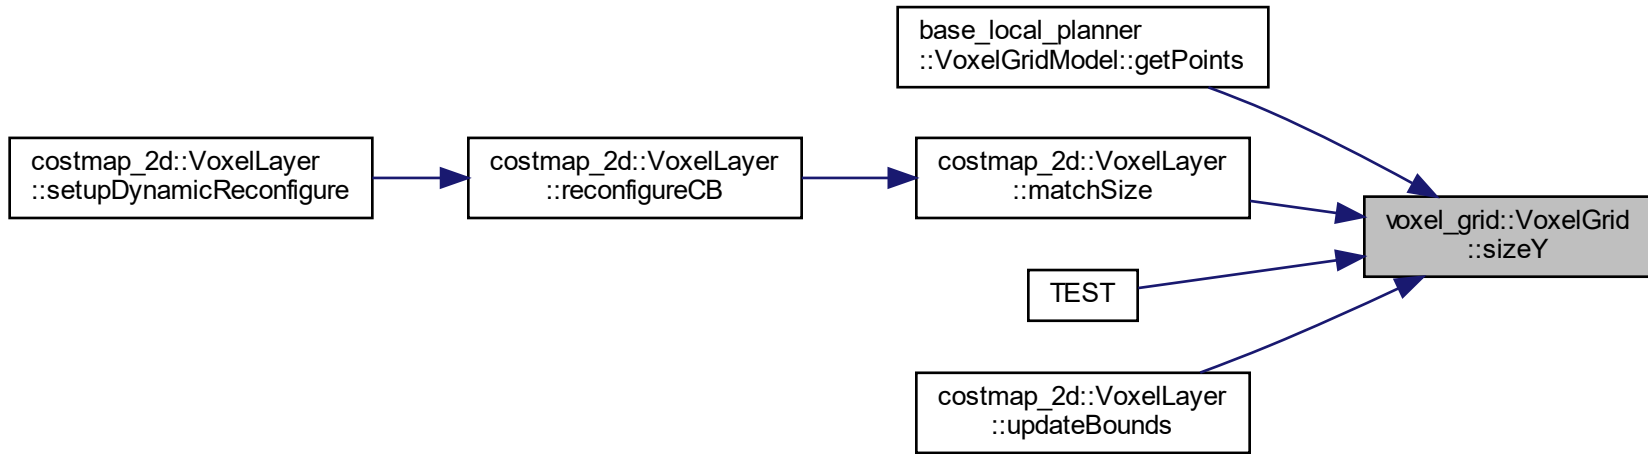 base_local_planner
::VoxelGridModel::getPoints
costmap_2d::VoxelLayer
::setupDynamicReconfigure
costmap_2d::VoxelLayer
::reconfigureCB
costmap_2d::VoxelLayer
::matchSize
voxel_grid::VoxelGrid
::sizeY
TEST
costmap_2d::VoxelLayer
::updateBounds